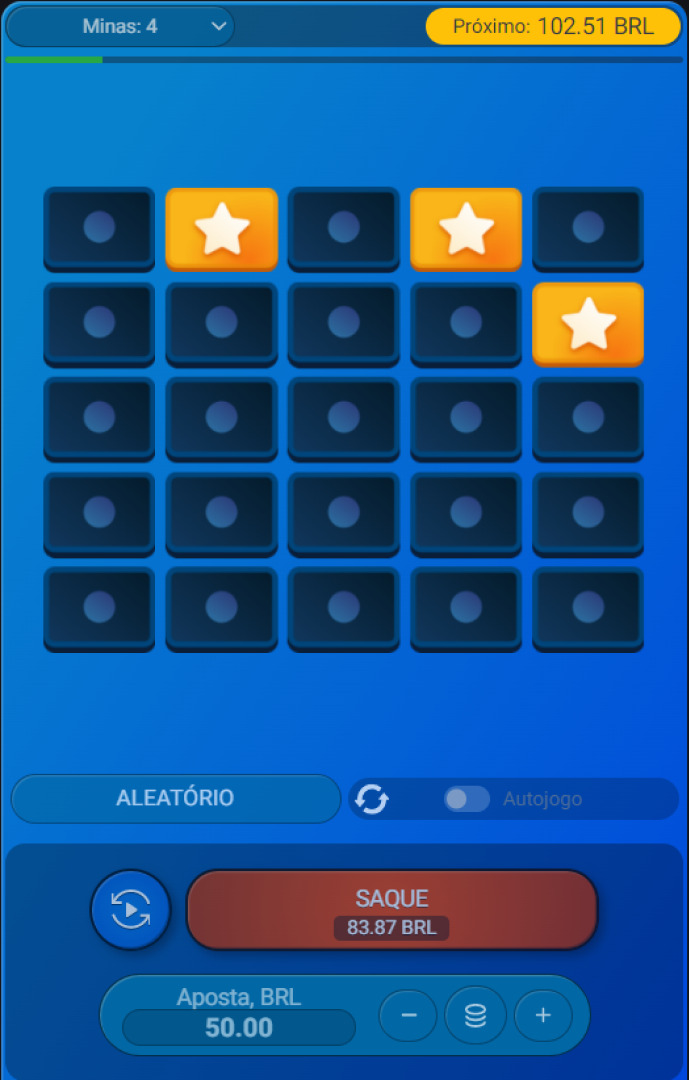 Minas: 4
Próximo: 102.51 BRL
ALEATÓRIO
Autojogo
SAQUE
83.87 BRL
Aposta, BRL
50.00